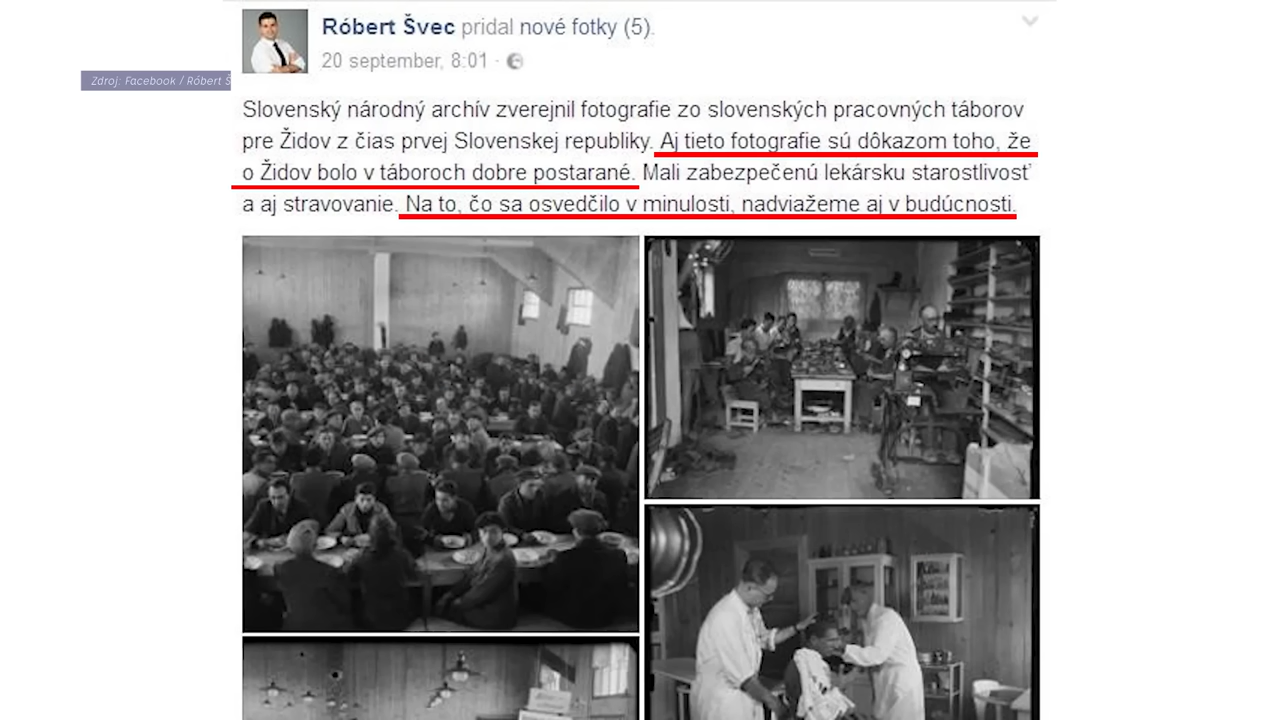 Róbert Švec pridal nové fotky (5).
20 september, 8:01 ·
Zdroj: Facebook / Róbert Š
Slovenský národný archív zverejnil fotografie zo slovenských pracovných táborov
pre Židov z čias prvej Slovenskej republiky. Aj tieto fotografie sú dôkazom toho, že
o Židov bolo v táboroch dobre postarané. Mali zabezpečenú lekársku starostlivosť
a aj stravovanie. Na to, čo sa osvedčilo v minulosti, nadviažeme aj v budúcnosti.